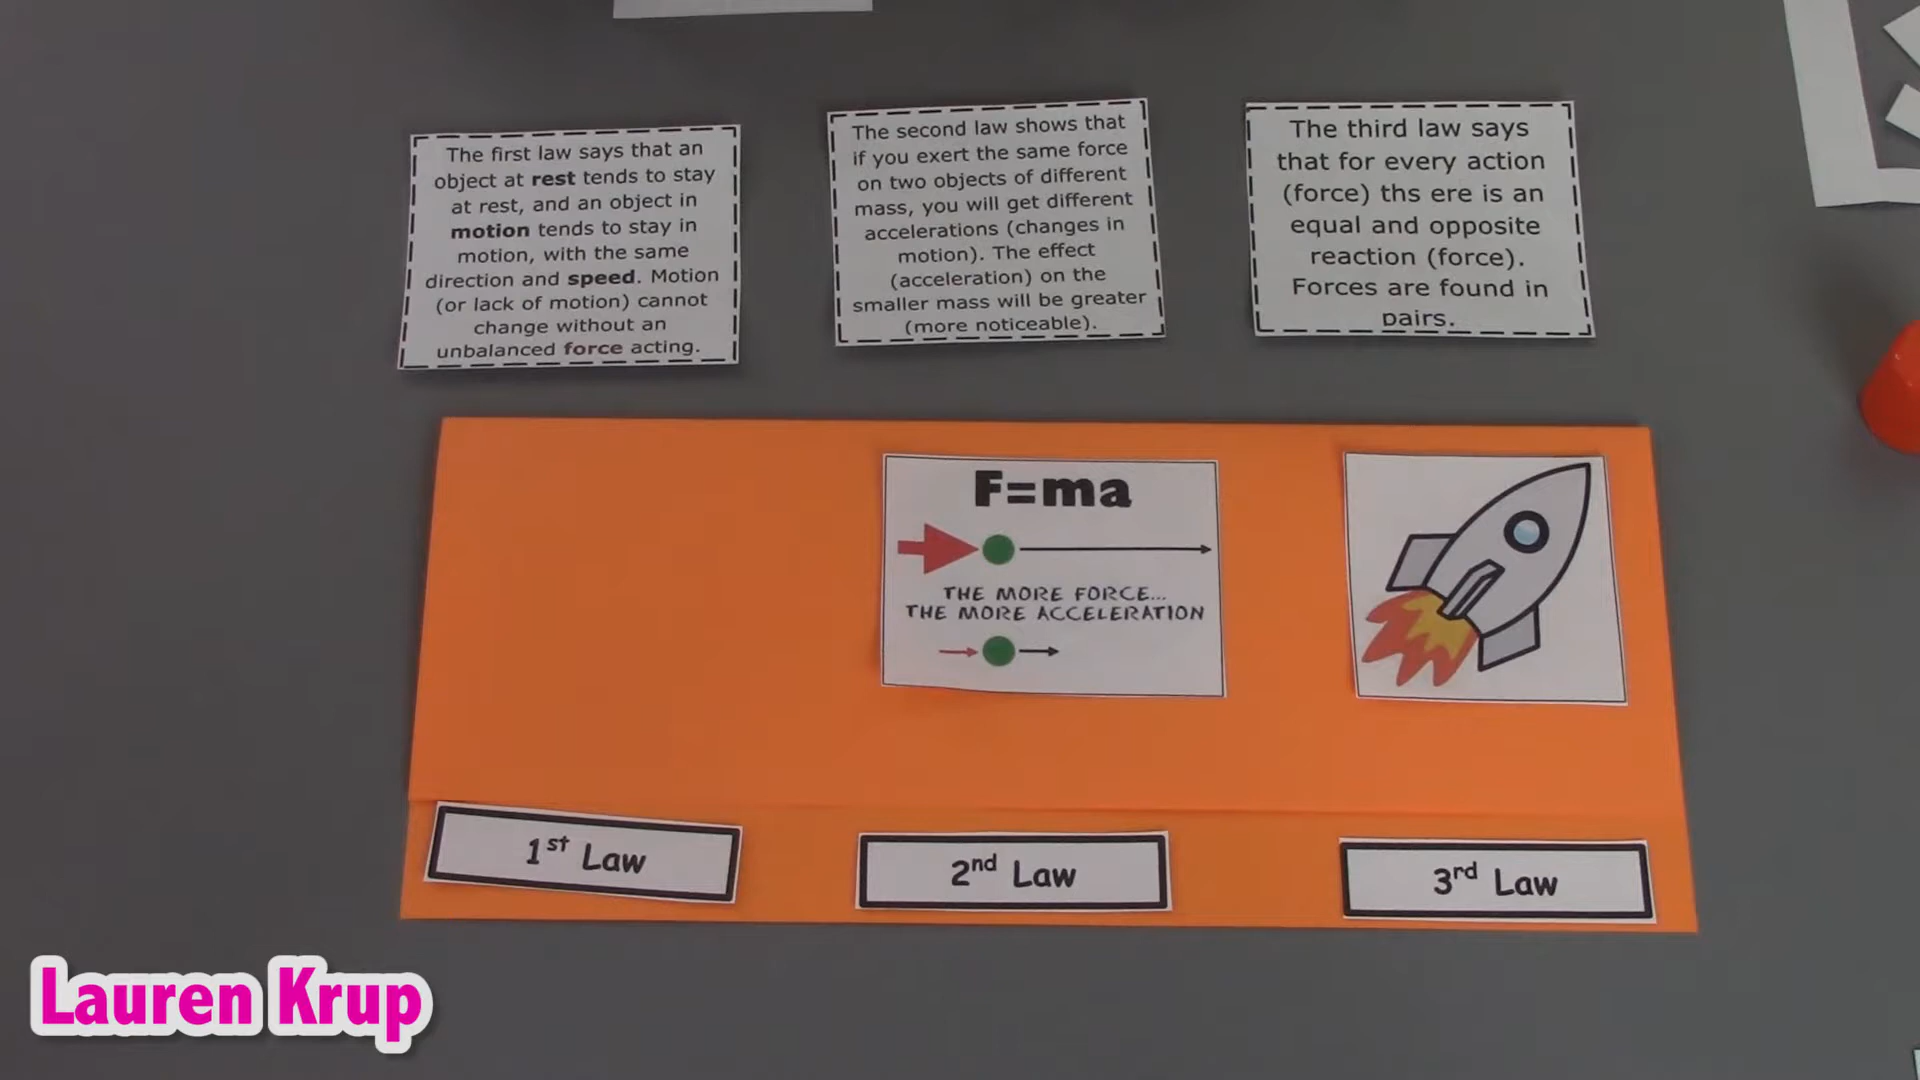 The first law says that an
object at rest tends to stay
at rest, and an object in
motion tends to stay in
motion, with the same
direction and speed. Motion
(or lack of motion) cannot
change without an
unbalanced force acting.
The second law shows that
if you exert the same force
on two objects of different
mass, you will get different
accelerations (changes in
motion). The effect
(acceleration) on the
smaller mass will be greater
(more noticeable).
The third law says
that for every action
(force) ths ere is an
equal and opposite
reaction (force).
Forces are found in
pairs.
F=ma
THE MORE FORCE...
THE MORE ACCELERATION
1st Law
2nd Law
3rd Law
Lauren Krup